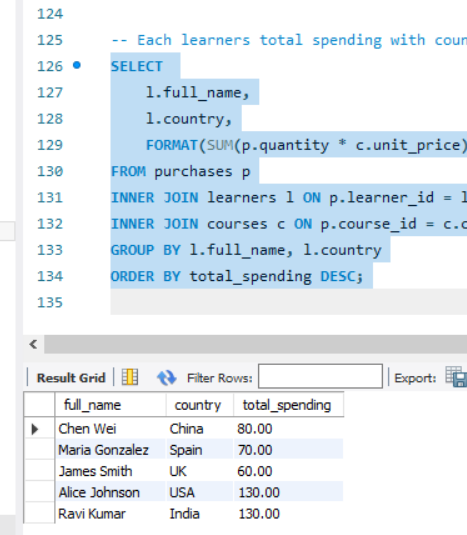 124
125 -- Each learners total spending with coun
126 SELECT
127 l.full_name,
128 l.country,
129 FORMAT(SUM(p.quantity * c.unit_price)
130 FROM purchases p
131 INNER JOIN learners l ON p.learner_id = l
132 INNER JOIN courses c ON p.course_id = c.c
133 GROUP BY l.full_name, l.country
134 ORDER BY total_spending DESC;
135
Result Grid Filter Rows: Export:
full_name country total_spending
Chen Wei China 80.00
Maria Gonzalez Spain 70.00
James Smith UK 60.00
Alice Johnson USA 130.00
Ravi Kumar India 130.00